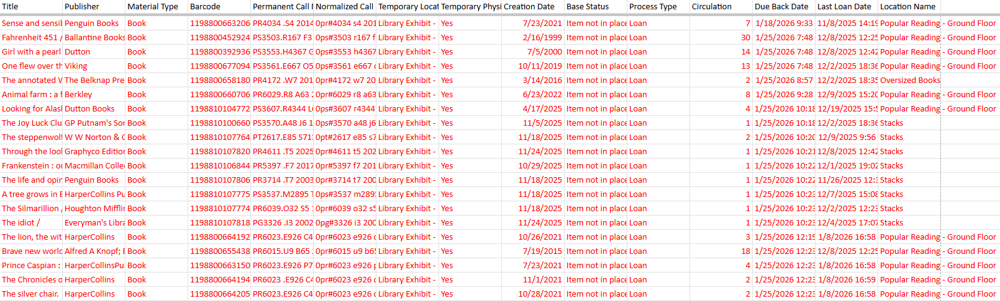 Title Publisher Material Type Barcode Permanent Call Normalized Call Temporary Locat Temporary Physi Creation Date Base Status Process Type Circulation Due Back Date Last Loan Date Location Name
Sense and sensil Penguin Books Book 1198800663206 PR4034 .S4 2014 0pr#4034 s4 201 Library Exhibit - Yes 7/23/2021 Item not in place Loan 7 1/18/2026 9:33 11/8/2025 14:19 Popular Reading - Ground Floor
Fahrenheit 451 / Ballantine Books Book 1198800452924 PS3503.R167 F3 0ps#3503 r167 f Library Exhibit - Yes 2/16/1999 Item not in place Loan 30 1/25/2026 7:48 12/8/2025 12:25 Popular Reading - Ground Floor
Girl with a pearl Dutton Book 1198800392936 PS3553.H4367 G 0ps#3553 h4367 Library Exhibit - Yes 7/5/2000 Item not in place Loan 14 1/25/2026 7:48 12/8/2025 12:42 Popular Reading - Ground Floor
One flew over th Viking Book 1198800677094 PS3561.E667 O5 0ps#3561 e667 o Library Exhibit - Yes 10/11/2019 Item not in place Loan 13 1/25/2026 7:48 12/2/2025 18:36 Popular Reading - Ground Floor
The annotated W The Belknap Pre Book 1198800658180 PR4172 .W7 201 0pr#4172 w7 20 Library Exhibit - Yes 3/14/2016 Item not in place Loan 2 1/25/2026 8:57 12/2/2025 18:35 Oversized Books
Animal farm : a f Berkley Book 1198800660706 PR6029.R8 A63 0pr#6029 r8 a63 Library Exhibit - Yes 6/23/2022 Item not in place Loan 8 1/25/2026 9:28 12/9/2025 15:20 Popular Reading - Ground Floor
Looking for Alas Dutton Books Book 1198810104772 PS3607.R4344 L 0ps#3607 r4344 Library Exhibit - Yes 4/17/2025 Item not in place Loan 4 1/25/2026 10:18 12/19/2025 15:5 Popular Reading - Ground Floor
The Joy Luck Clu GP Putnam's Son Book 1198810100660 PS3570.A48 J6 1 0ps#3570 a48 j6 Library Exhibit - Yes 11/5/2025 Item not in place Loan 1 1/25/2026 10:18 12/2/2025 18:36 Stacks
The steppenwolf W W Norton & C Book 1198810107764 PT2617.E85 S71 0pt#2617 e85 s7 Library Exhibit - Yes 11/18/2025 Item not in place Loan 2 1/25/2026 10:20 12/9/2025 9:56 Stacks
Through the lool Graphyco Edition Book 1198810107820 PR4611 .T5 2025 0pr#4611 t5 202 Library Exhibit - Yes 11/24/2025 Item not in place Loan 1 1/25/2026 10:21 12/8/2025 12:42 Stacks
Frankenstein : or Macmillan Collec Book 1198810106844 PR5397 .F7 2017 0pr#5397 f7 201 Library Exhibit - Yes 10/29/2025 Item not in place Loan 1 1/25/2026 10:22 12/1/2025 19:02 Stacks
The life and opin Penguin Books Book 1198810107806 PR3714 .T7 2003 0pr#3714 t7 200 Library Exhibit - Yes 11/18/2025 Item not in place Loan 1 1/25/2026 10:22 11/26/2025 12:3 Stacks
A tree grows in B HarperCollins Pu Book 1198810107775 PS3537.M2895 T 0ps#3537 m289 Library Exhibit - Yes 11/18/2025 Item not in place Loan 1 1/25/2026 10:23 12/7/2025 15:08 Stacks
The Silmarillion / Houghton Miffli Book 1198810107774 PR6039.O32 S5 0pr#6039 o32 s5 Library Exhibit - Yes 11/18/2025 Item not in place Loan 1 1/25/2026 10:23 12/2/2025 12:23 Stacks
The idiot / Everyman's Libra Book 1198810107818 PG3326 .I3 2002 0pg#3326 i3 200 Library Exhibit - Yes 11/24/2025 Item not in place Loan 1 1/25/2026 10:23 12/4/2025 17:07 Stacks
The lion, the wit HarperCollins Book 1198800664192 PR6023.E926 C4 0pr#6023 e926 c Library Exhibit - Yes 10/26/2021 Item not in place Loan 3 1/25/2026 12:19 1/8/2026 16:58 Popular Reading - Ground Floor
Brave new world Alfred A Knopf; E Book 1198800655438 PR6015.U9 B65 0pr#6015 u9 b65 Library Exhibit - Yes 7/19/2015 Item not in place Loan 18 1/25/2026 12:23 12/8/2025 12:25 Popular Reading - Ground Floor
Prince Caspian : HarperCollinsPu Book 1198800663150 PR6023.E926 P7 0pr#6023 e926 p Library Exhibit - Yes 7/23/2021 Item not in place Loan 4 1/25/2026 12:23 1/8/2026 16:58 Popular Reading - Ground Floor
The Chronicles o HarperCollins Book 1198800664194 PR6023 .E926 C4 0pr#6023 e926 c Library Exhibit - Yes 11/1/2021 Item not in place Loan 2 1/25/2026 12:23 1/8/2026 16:59 Popular Reading - Ground Floor
The silver chair. HarperCollins Book 1198800664205 PR6023.E926 C4 0pr#6023 e926 c Library Exhibit - Yes 10/28/2021 Item not in place Loan 2 1/25/2026 12:23 1/8/2026 16:58 Popular Reading - Ground Floor